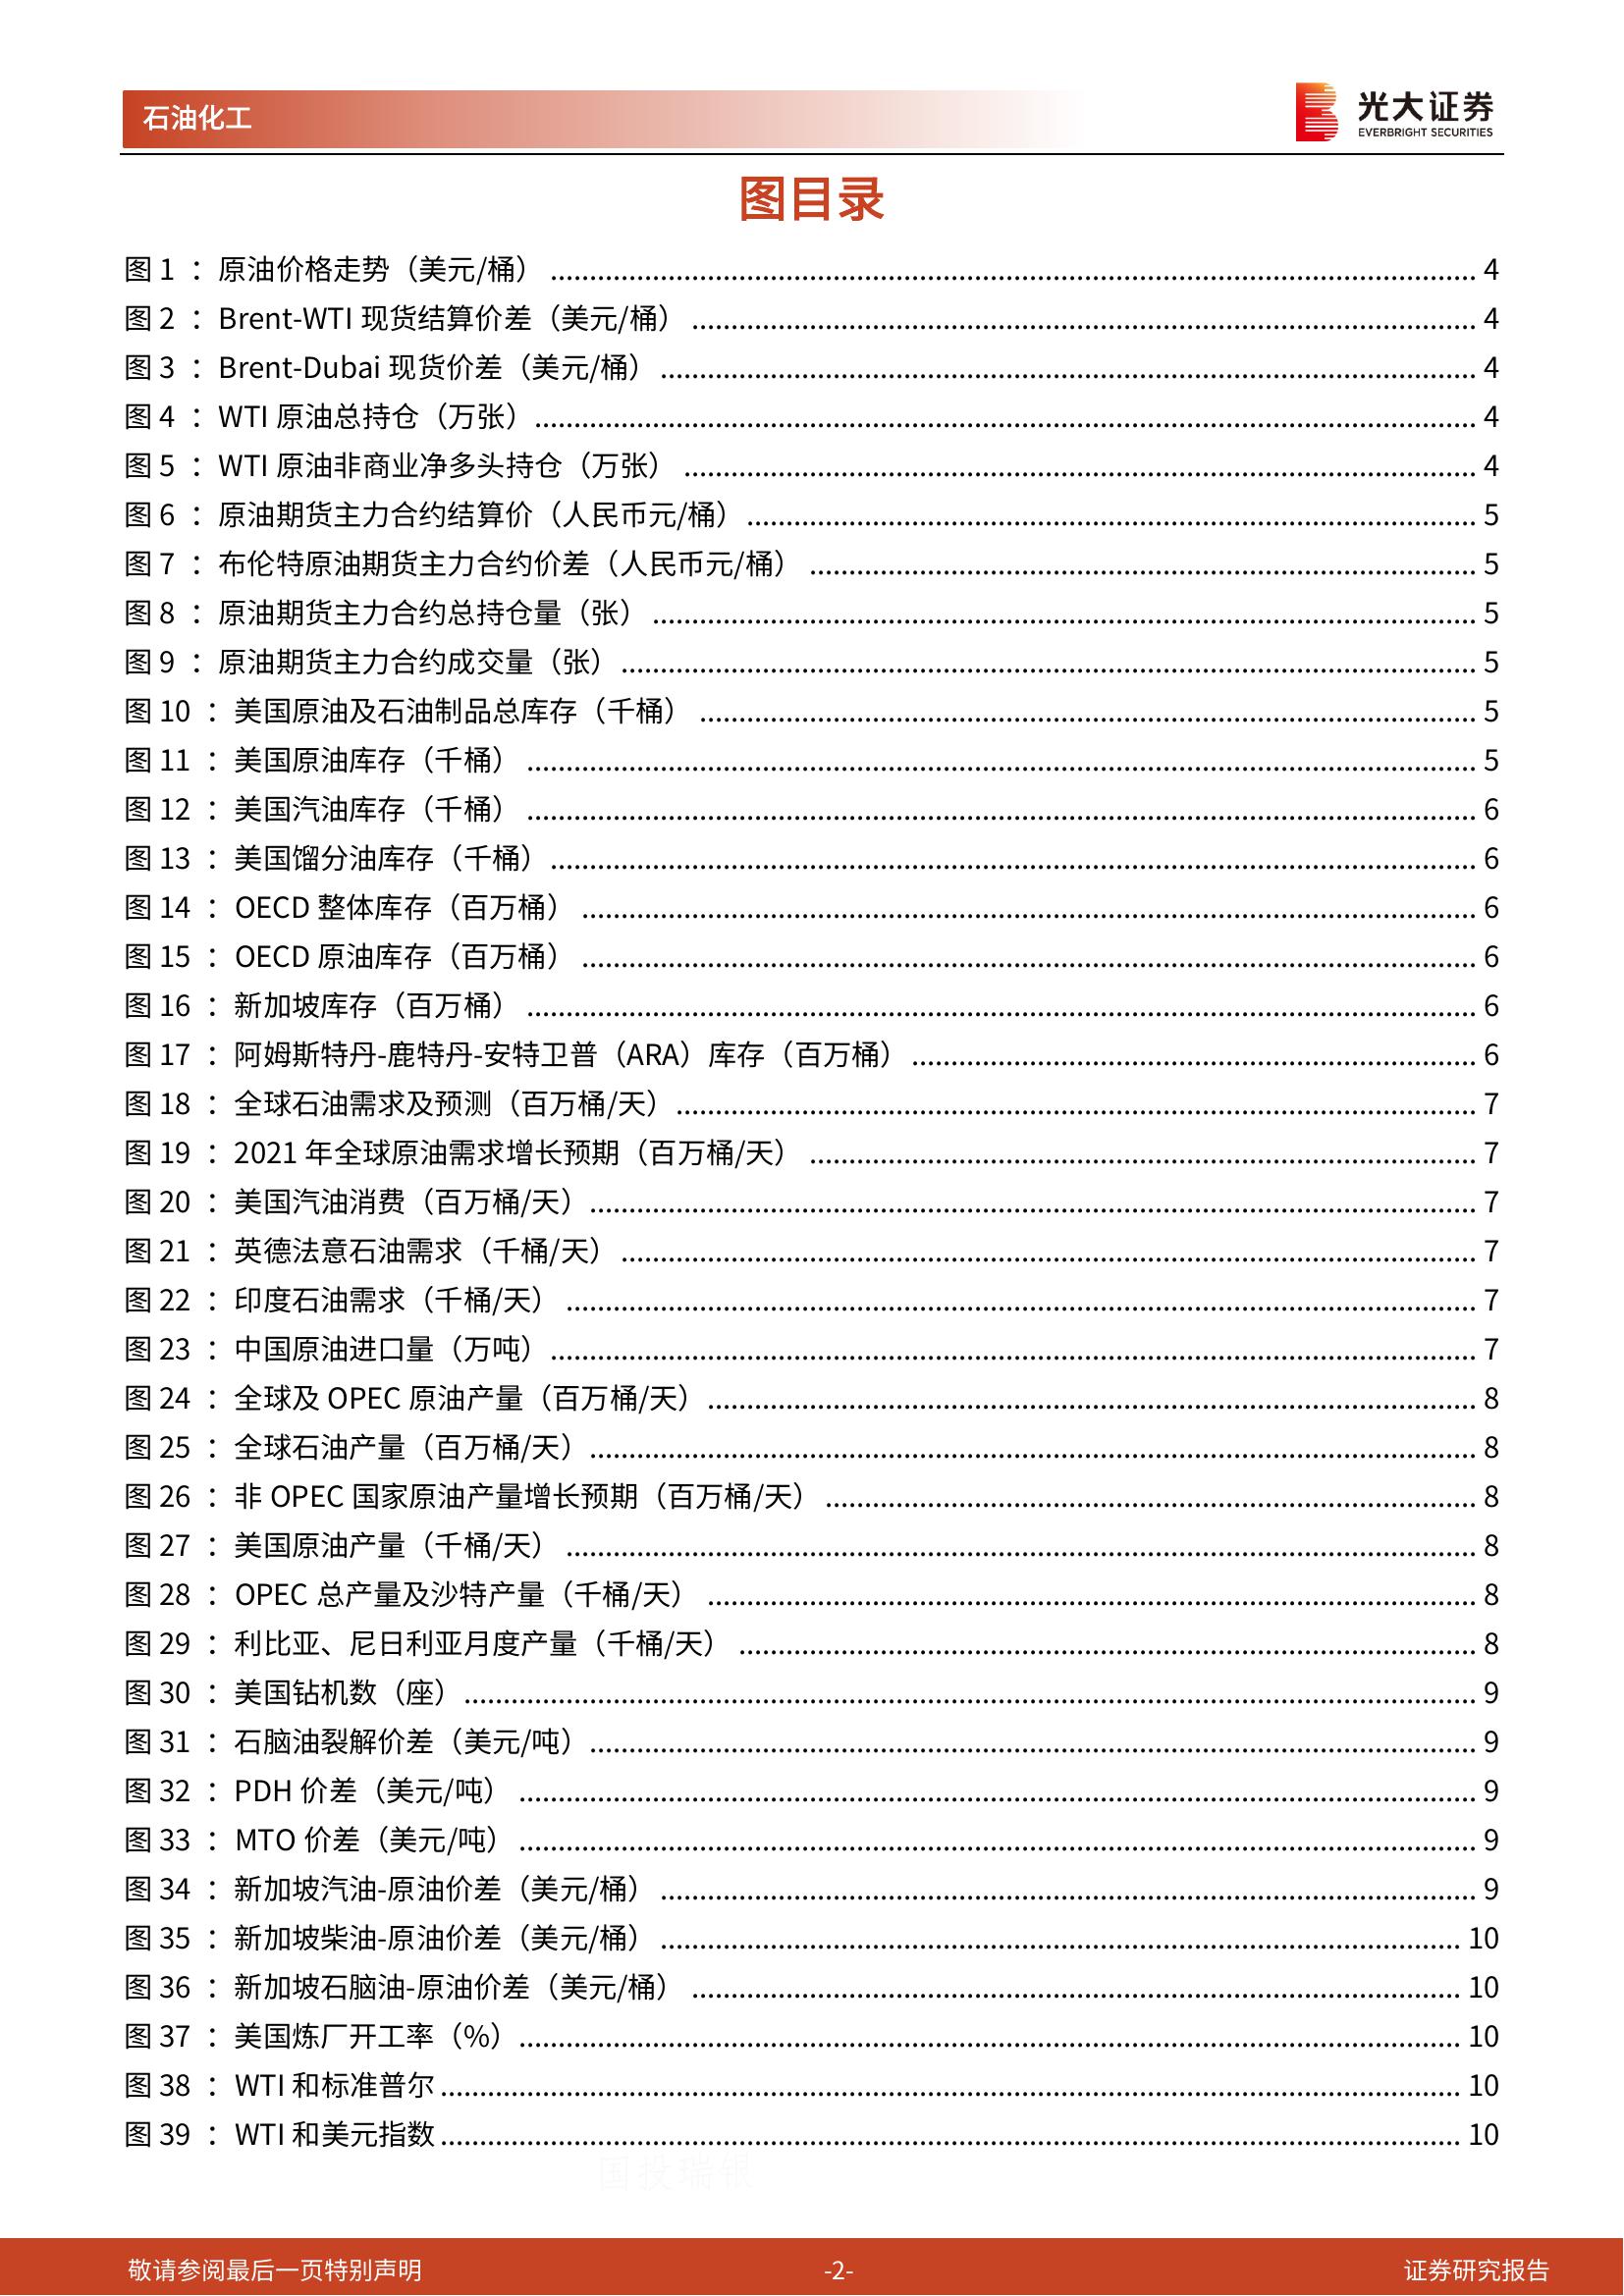 石油化工
光大证券
EVERBRIGHT SECURITIES
图目录
图 1 ：原油价格走势（美元/桶） 4
图 2 ：Brent-WTI 现货结算价差（美元/桶） 4
图 3 ：Brent-Dubai 现货价差（美元/桶） 4
图 4 ：WTI 原油总持仓（万张） 4
图 5 ：WTI 原油非商业净多头持仓（万张） 4
图 6 ：原油期货主力合约结算价（人民币元/桶） 5
图 7 ：布伦特原油期货主力合约价差（人民币元/桶） 5
图 8 ：原油期货主力合约总持仓量（张） 5
图 9 ：原油期货主力合约成交量（张） 5
图 10 ：美国原油及石油制品总库存（千桶） 5
图 11 ：美国原油库存（千桶） 5
图 12 ：美国汽油库存（千桶） 6
图 13 ：美国馏分油库存（千桶） 6
图 14 ：OECD 整体库存（百万桶） 6
图 15 ：OECD 原油库存（百万桶） 6
图 16 ：新加坡库存（百万桶） 6
图 17 ：阿姆斯特丹-鹿特丹-安特卫普（ARA）库存（百万桶） 6
图 18 ：全球石油需求及预测（百万桶/天） 7
图 19 ：2021 年全球原油需求增长预期（百万桶/天） 7
图 20 ：美国汽油消费（百万桶/天） 7
图 21 ：英德法意石油需求（千桶/天） 7
图 22 ：印度石油需求（千桶/天） 7
图 23 ：中国原油进口量（万吨） 7
图 24 ：全球及 OPEC 原油产量（百万桶/天） 8
图 25 ：全球石油产量（百万桶/天） 8
图 26 ：非 OPEC 国家原油产量增长预期（百万桶/天） 8
图 27 ：美国原油产量（千桶/天） 8
图 28 ：OPEC 总产量及沙特产量（千桶/天） 8
图 29 ：利比亚、尼日利亚月度产量（千桶/天） 8
图 30 ：美国钻机数（座） 9
图 31 ：石脑油裂解价差（美元/吨） 9
图 32 ：PDH 价差（美元/吨） 9
图 33 ：MTO 价差（美元/吨） 9
图 34 ：新加坡汽油-原油价差（美元/桶） 9
图 35 ：新加坡柴油-原油价差（美元/桶） 10
图 36 ：新加坡石脑油-原油价差（美元/桶） 10
图 37 ：美国炼厂开工率（%） 10
图 38 ：WTI 和标准普尔 10
图 39 ：WTI 和美元指数 10
国投瑞银
敬请参阅最后一页特别声明
-2-
证券研究报告